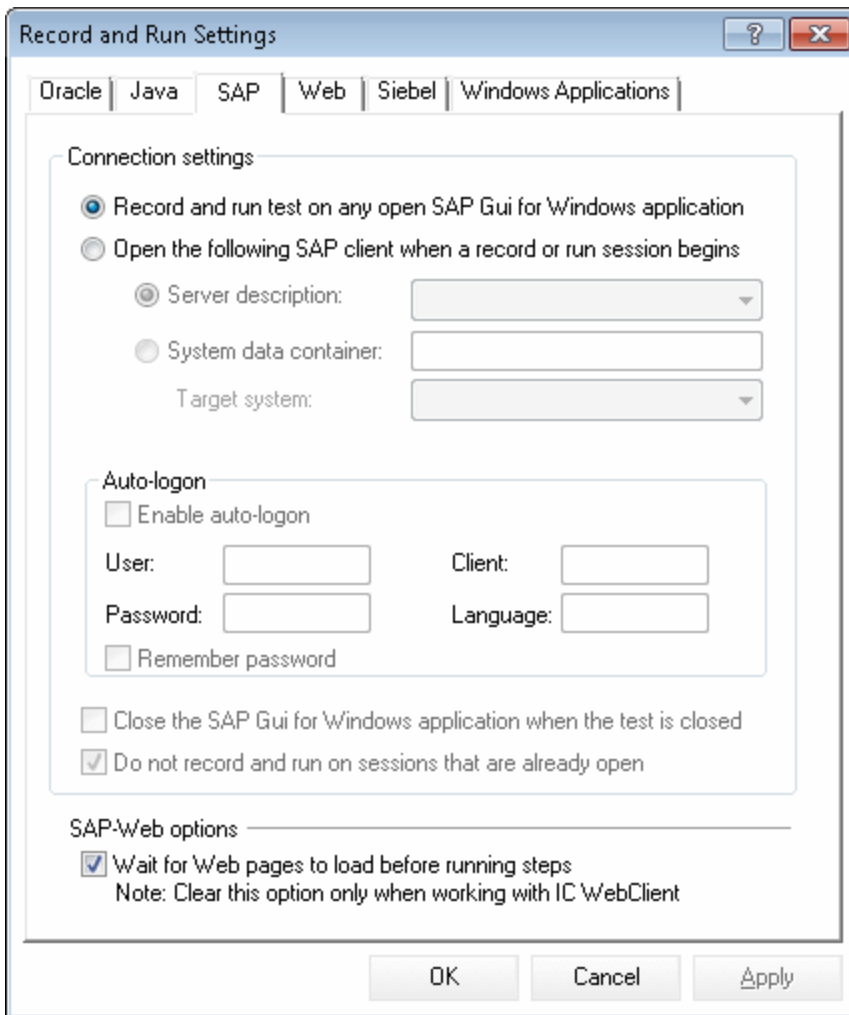 Record and Run Settings
Oracle Java SAP Web Siebel Windows Applications
Connection settings
Record and run test on any open SAP Gui for Windows application
Open the following SAP client when a record or run session begins
Server description:
System data container:
Target system:
Auto-logon
Enable auto-logon
User: Client:
Password: Language:
Remember password
Close the SAP Gui for Windows application when the test is closed
Do not record and run on sessions that are already open
SAP-Web options
Wait for Web pages to load before running steps
Note: Clear this option only when working with IC WebClient
OK Cancel Apply